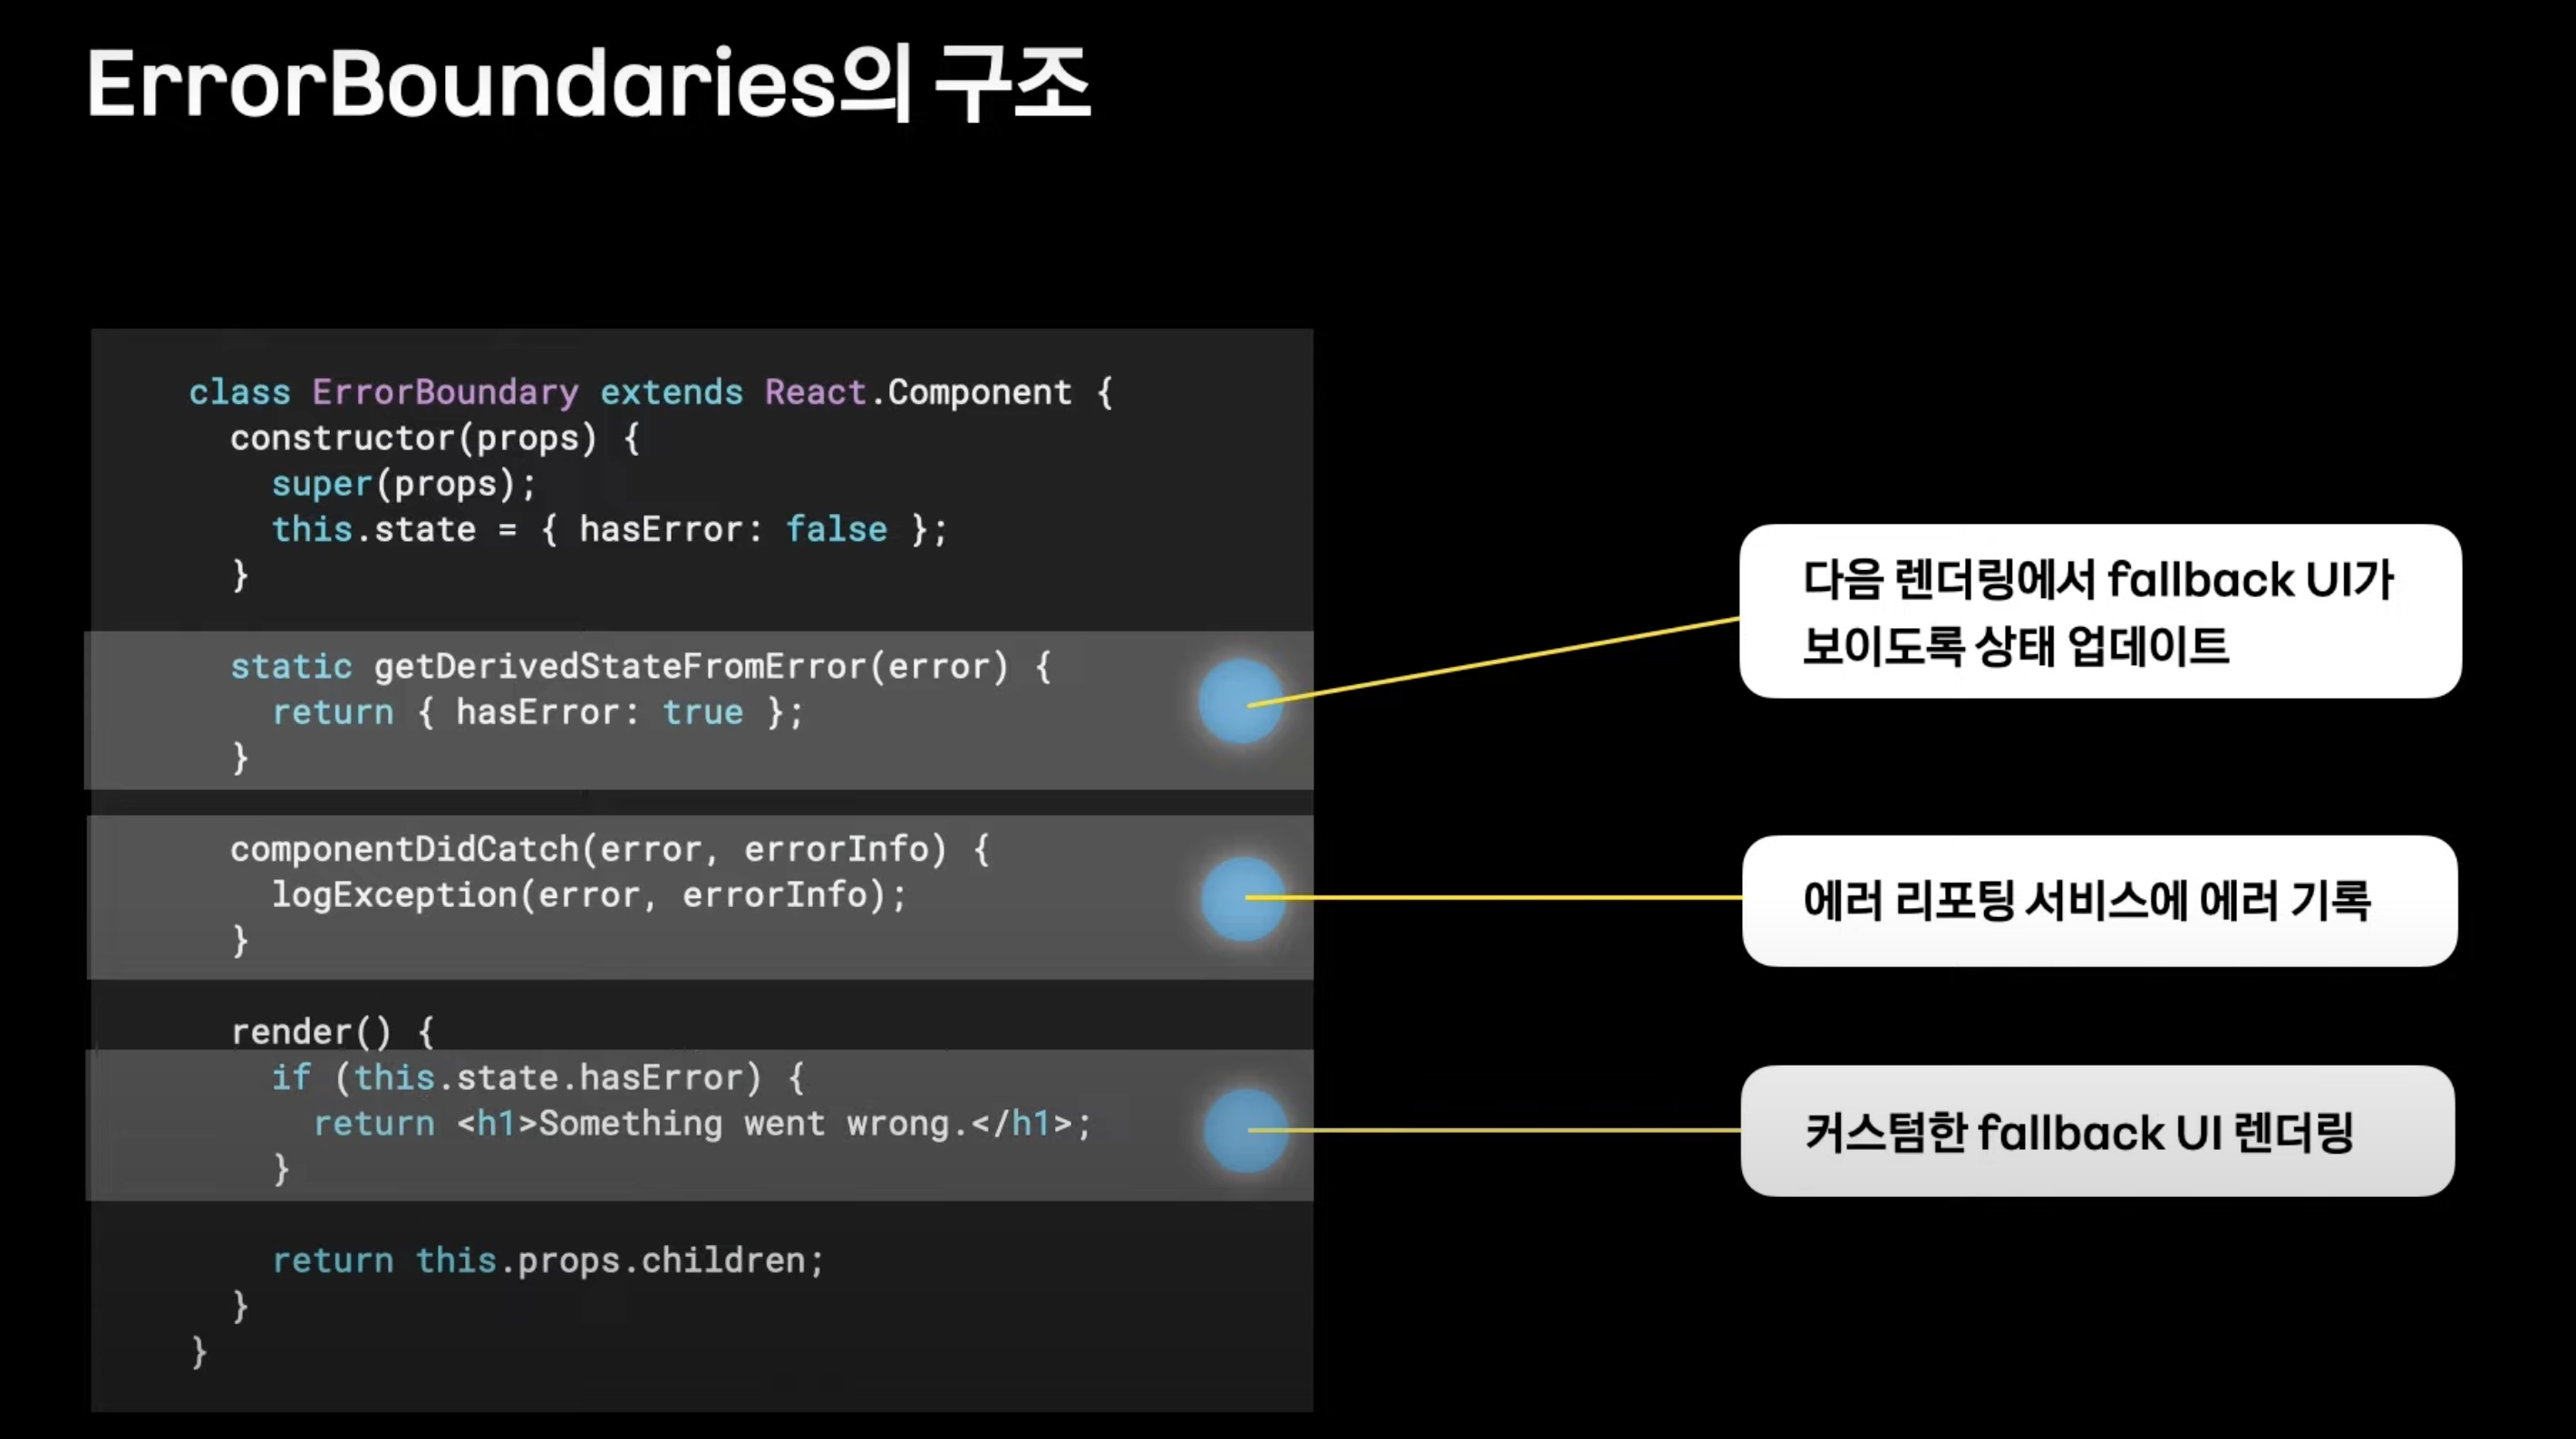 ErrorBoundaries의 구조
class ErrorBoundary extends React.Component {
constructor(props) {
super(props);
this.state = { hasError: false };
}
static getDerivedStateFromError(error) {
return { hasError: true };
}
componentDidCatch(error, errorInfo) {
logException(error, errorInfo);
}
render() {
if (this.state.hasError) {
return <h1>Something went wrong.</h1>;
}
return this.props.children;
}
}
다음 렌더링에서 fallback UI가
보이도록 상태 업데이트
에러 리포팅 서비스에 에러 기록
커스텀한 fallback UI 렌더링